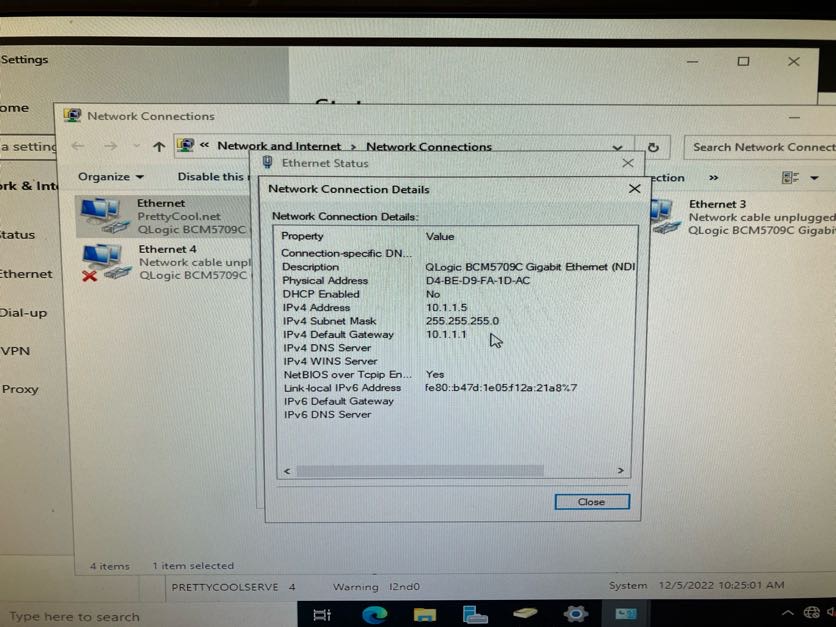 Settings
ome
a setting
rk & Int
tatus
Ethernet
Dial-up
VPN
Proxy
Network Connections
« Network and Internet > Network Connections
Search Network Connect
Organize
Disable this
ection
»
Ethernet
PrettyCool.net
QLogic BCM5709C
Ethernet 4
Network cable unpl
QLogic BCM5709C
Ethernet 3
Network cable unplugged
QLogic BCM5709C Gigabi
Ethernet Status
Network Connection Details
Network Connection Details:
Property Value
Connection-specific DN...
Description QLogic BCM5709C Gigabit Ethernet (NDI
Physical Address D4-BE-D9-FA-1D-AC
DHCP Enabled No
IPv4 Address 10.1.1.5
IPv4 Subnet Mask 255.255.255.0
IPv4 Default Gateway 10.1.1.1
IPv4 DNS Server
IPv4 WINS Server
NetBIOS over Tcpip En... Yes
Link-local IPv6 Address fe80::b47d:1e05:f12a:21a8%7
IPv6 Default Gateway
IPv6 DNS Server
Close
4 items 1 item selected
PRETTYCOOLSERVE 4 Warning l2nd0 System 12/5/2022 10:25:01 AM
Type here to search